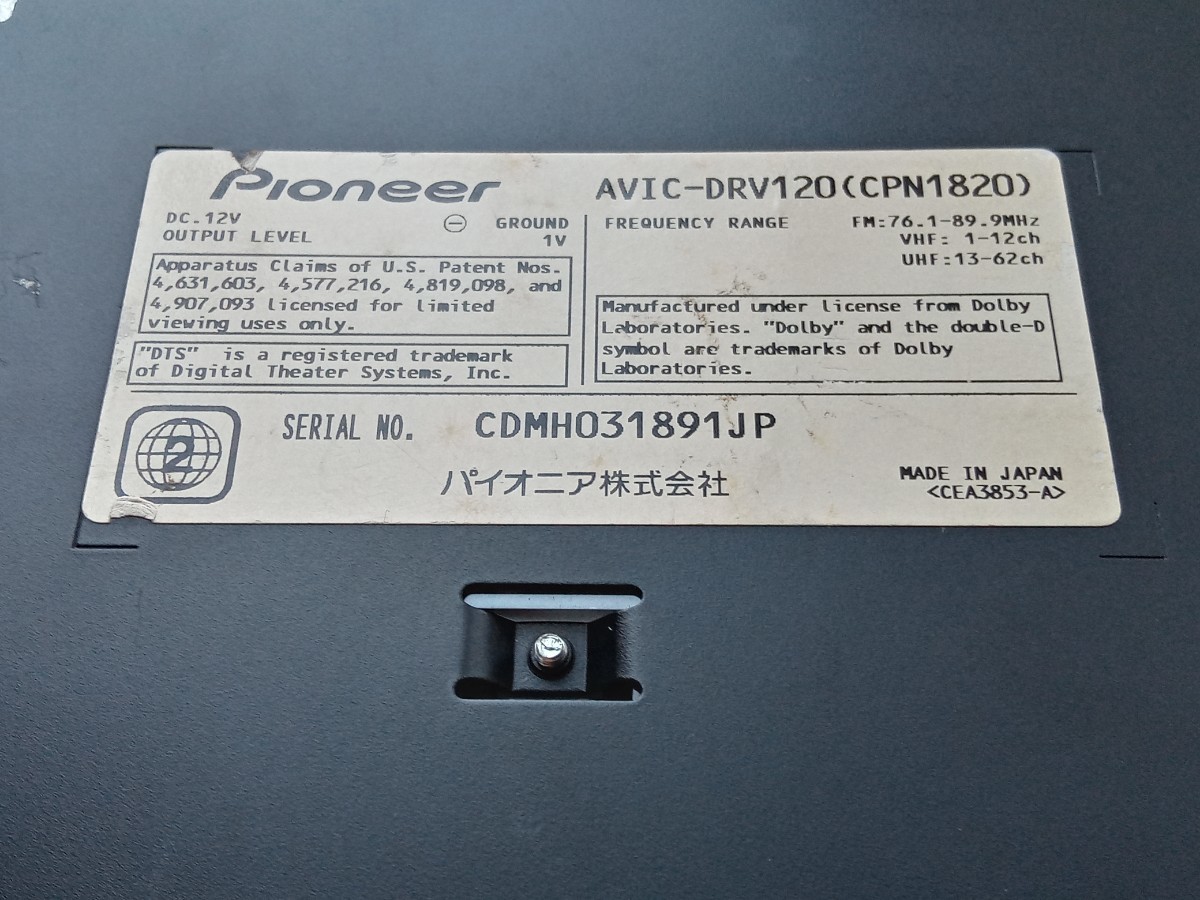 Pioneer
AVIC-DRV120(CPN1820)
DC.12V ⊖ GROUND
OUTPUT LEVEL 1V
FREQUENCY RANGE FM:76.1-89.9MHz
VHF: 1-12ch
UHF:13-62ch
Apparatus Claims of U.S. Patent Nos.
4,631,603, 4,577,216, 4,819,098, and
4,907,093 licensed for limited
viewing uses only.
"DTS" is a registered trademark
of Digital Theater Systems, Inc.
Manufactured under license from Dolby
Laboratories. "Dolby" and the double-D
symbol are trademarks of Dolby
Laboratories.
2
SERIAL NO. CDMH031891JP
パイオニア株式会社
MADE IN JAPAN
<CEA3853-A>